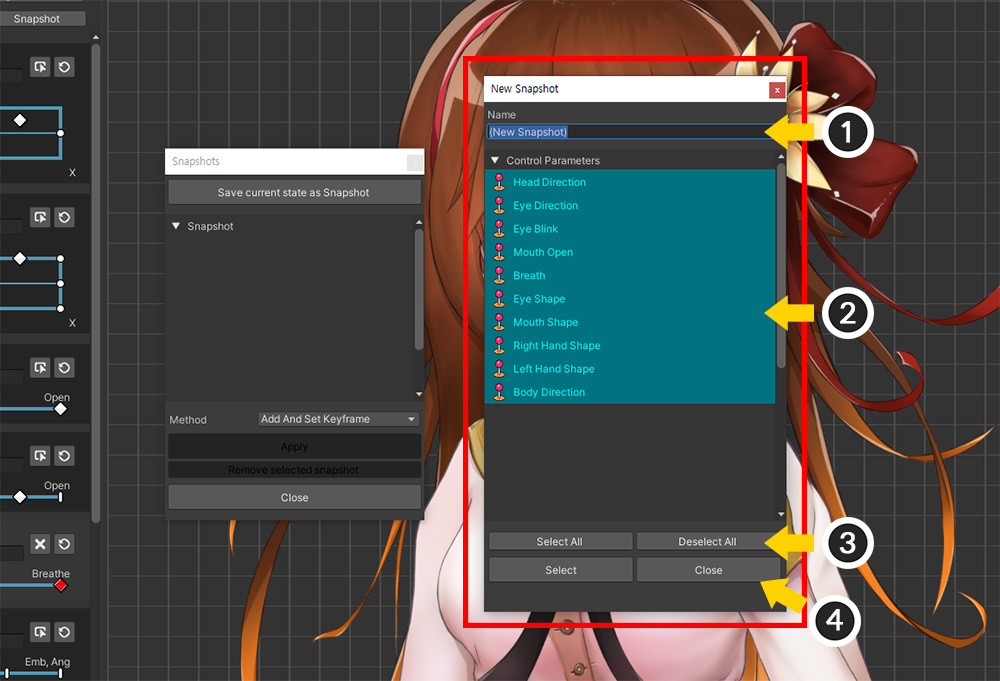 Snapshot
X
X
Open
Open
Breathe
Emb, Ang
Snapshots
x
Save current state as Snapshot
Snapshot
Method
Add And Set Keyframe
Apply
Remove selected snapshot
Close
New Snapshot
x
Name
(New Snapshot)
Control Parameters
Head Direction
Eye Direction
Eye Blink
Mouth Open
Breath
Eye Shape
Mouth Shape
Right Hand Shape
Left Hand Shape
Body Direction
Select All
Deselect All
Select
Close
1
2
3
4